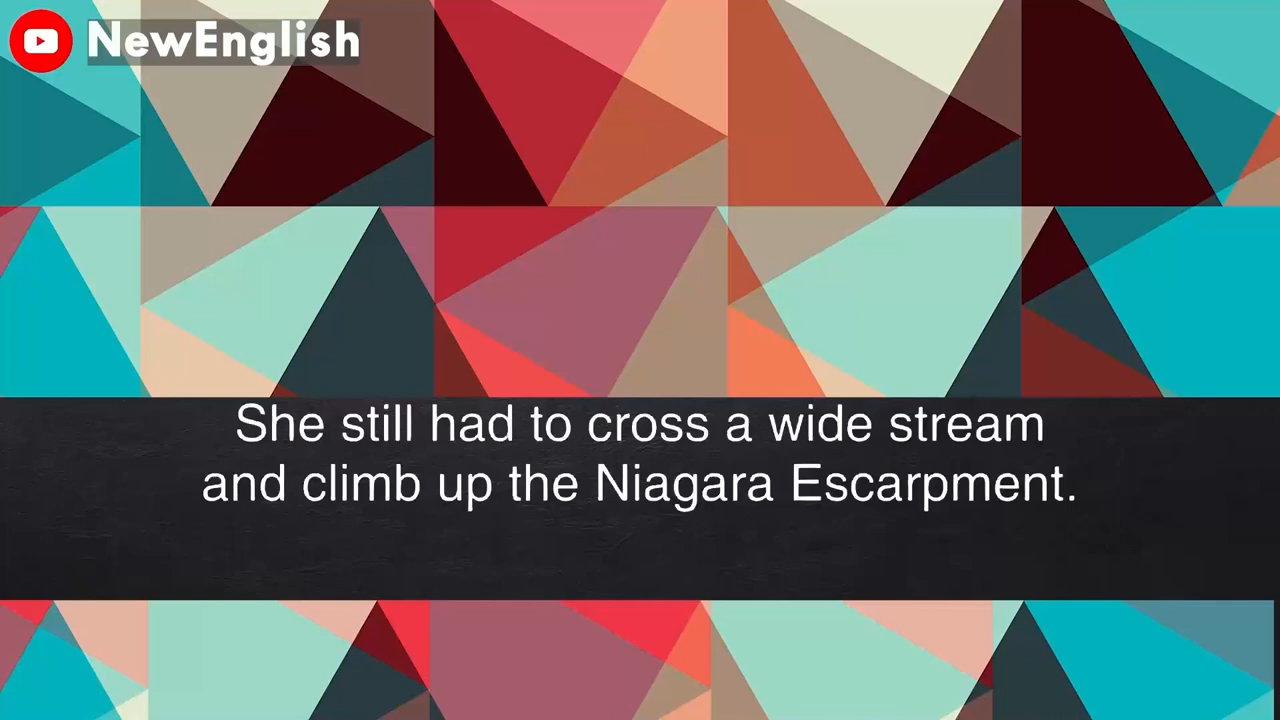 NewEnglish
She still had to cross a wide stream
and climb up the Niagara Escarpment.